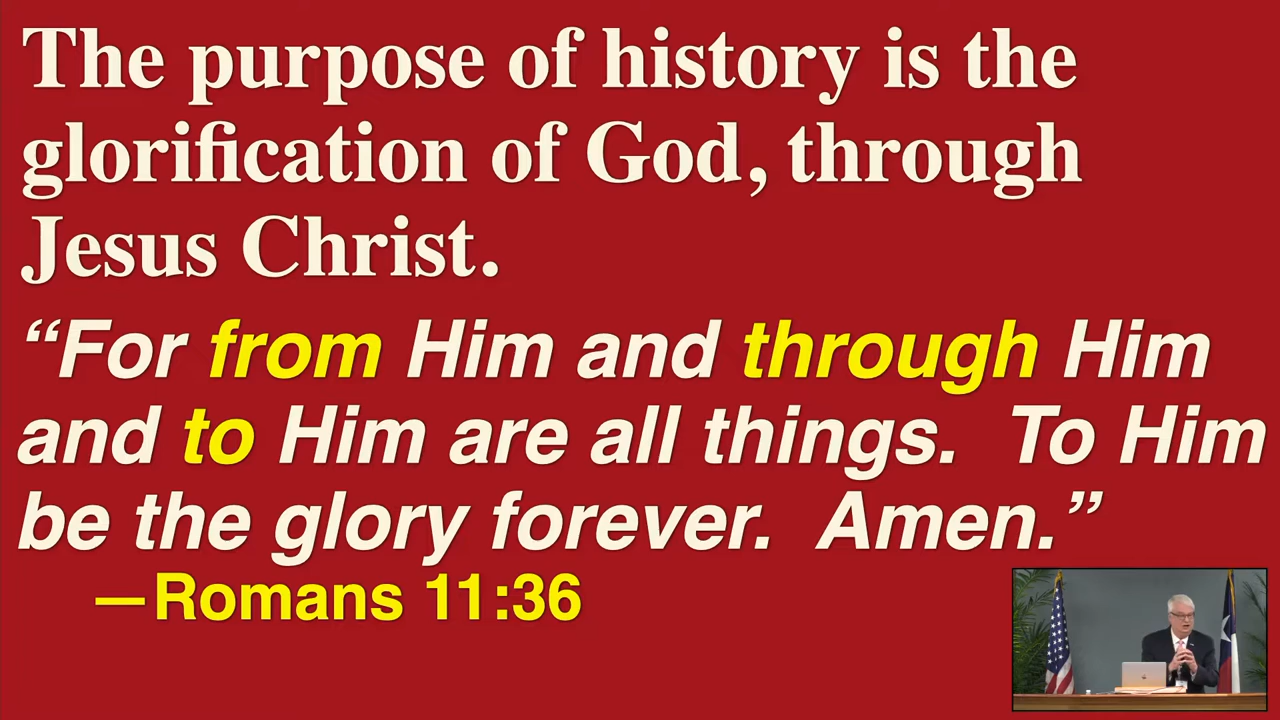 The purpose of history is the
glorification of God, through
Jesus Christ.
“For from Him and through Him
and to Him are all things.  To Him
be the glory forever.  Amen.”
—Romans 11:36